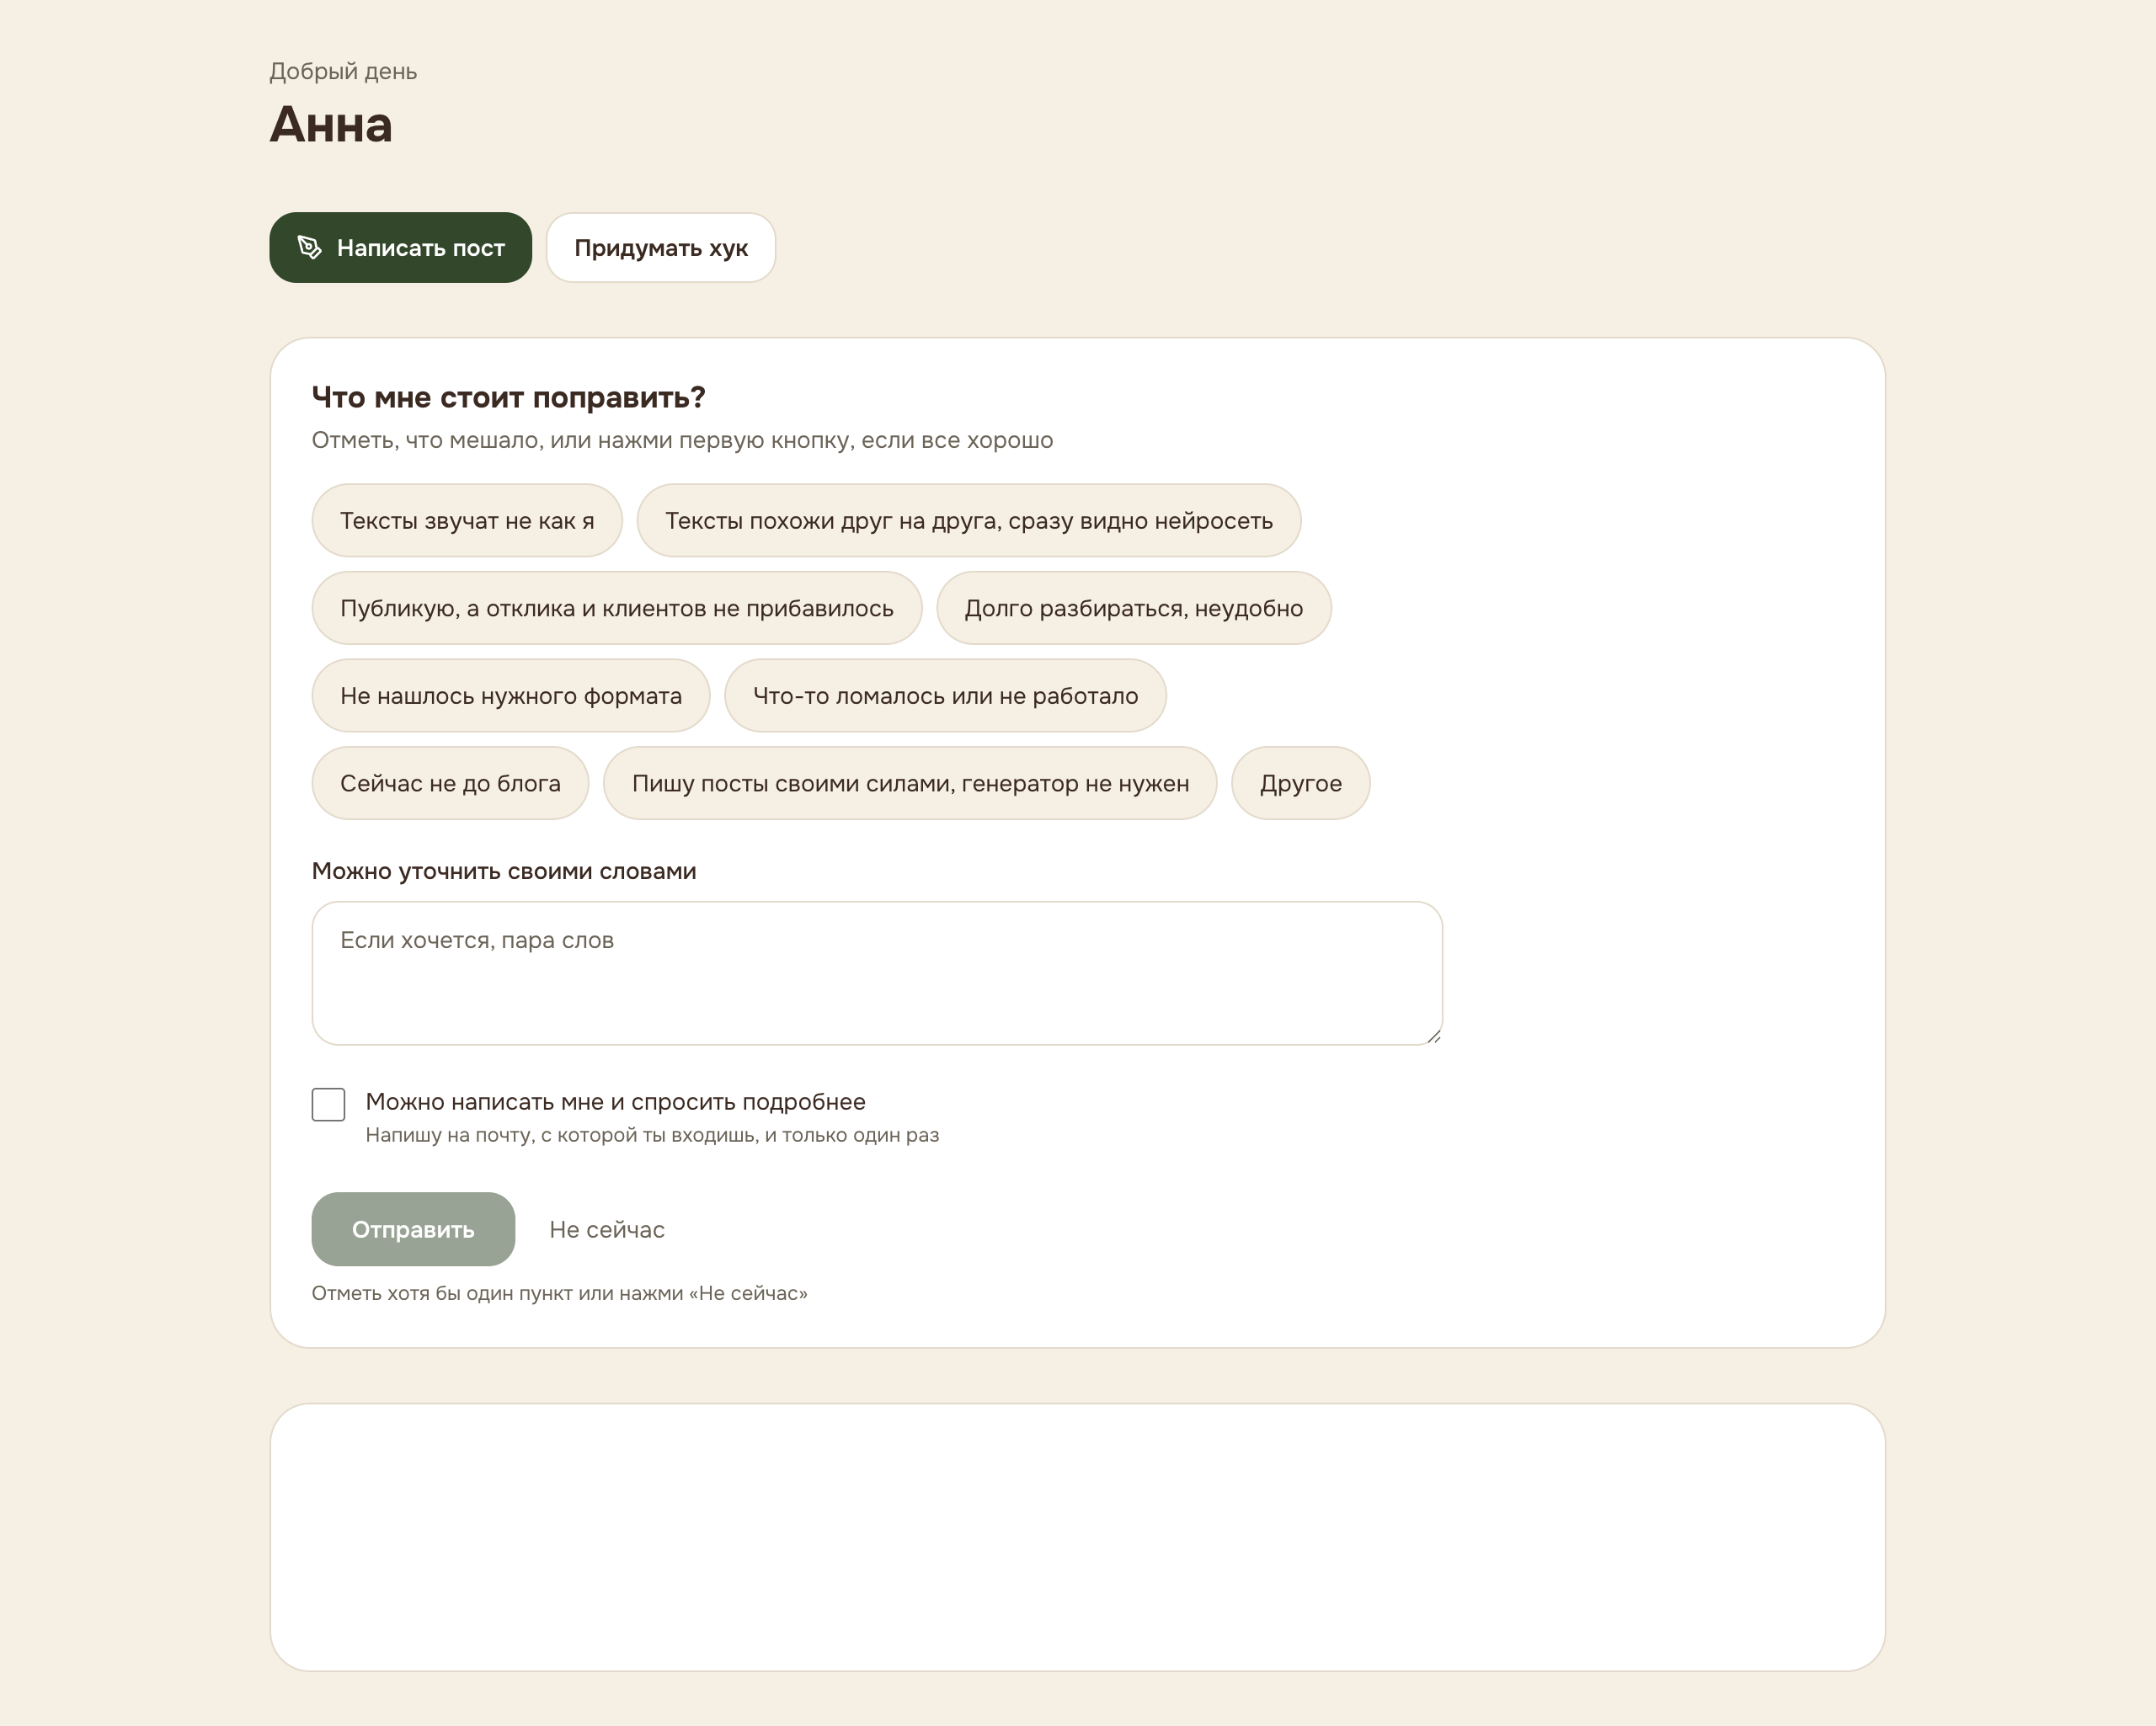 Добрый день
Анна
Написать пост Придумать хук
Что мне стоит поправить?
Отметь, что мешало, или нажми первую кнопку, если все хорошо
Тексты звучат не как я Тексты похожи друг на друга, сразу видно нейросеть
Публикую, а отклика и клиентов не прибавилось Долго разбираться, неудобно
Не нашлось нужного формата Что-то ломалось или не работало
Сейчас не до блога Пишу посты своими силами, генератор не нужен Другое
Можно уточнить своими словами
Если хочется, пара слов
Можно написать мне и спросить подробнее
Напишу на почту, с которой ты входишь, и только один раз
Отправить Не сейчас
Отметь хотя бы один пункт или нажми «Не сейчас»